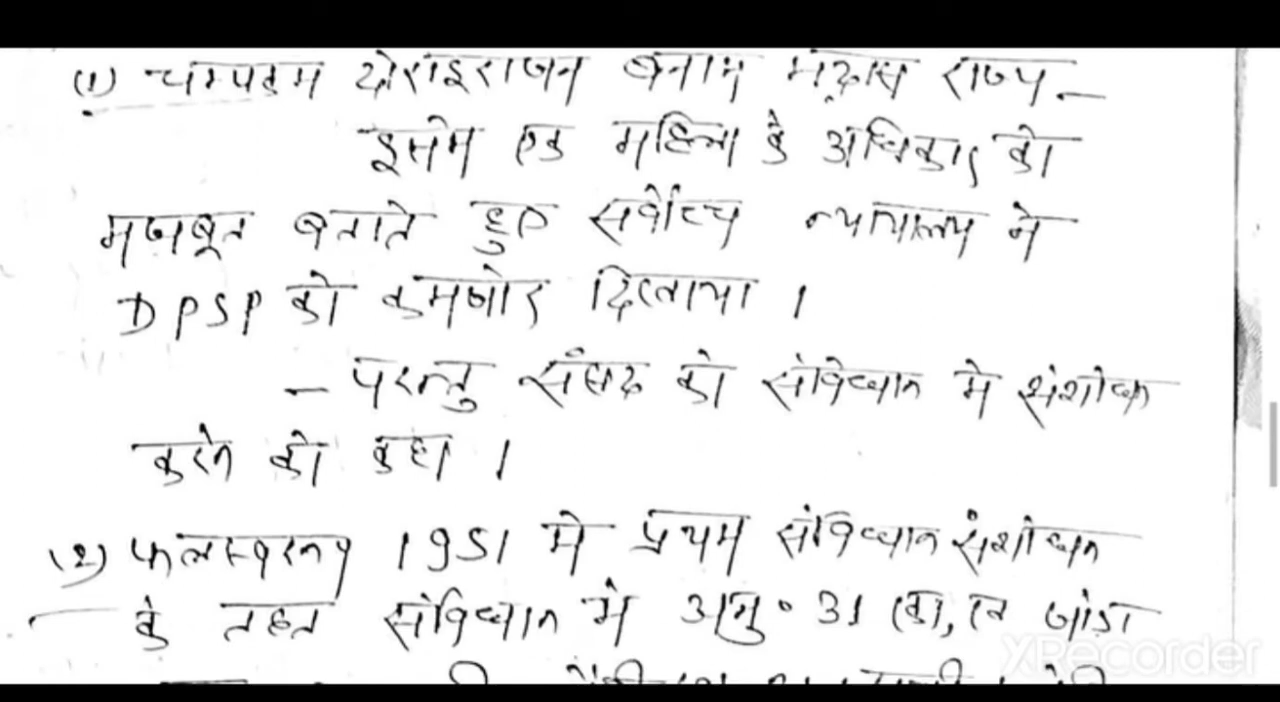 (1) चम्पकम दोराइराजन बनाम मद्रास राज्य –
इसमे एक महिला के अधिकार को
मजबूत बताते हुए सर्वोच्च न्यायालय ने
DPSP को कमजोर दिखाया ।
– परन्तु संसद को संविधान मे संशोधन
करने को कहा ।
(2) फलस्वरूप 1951 मे प्रथम संविधान संशोधन
के तहत संविधान मे अनु॰ 31 क, ख जोड़ा
XRecorder